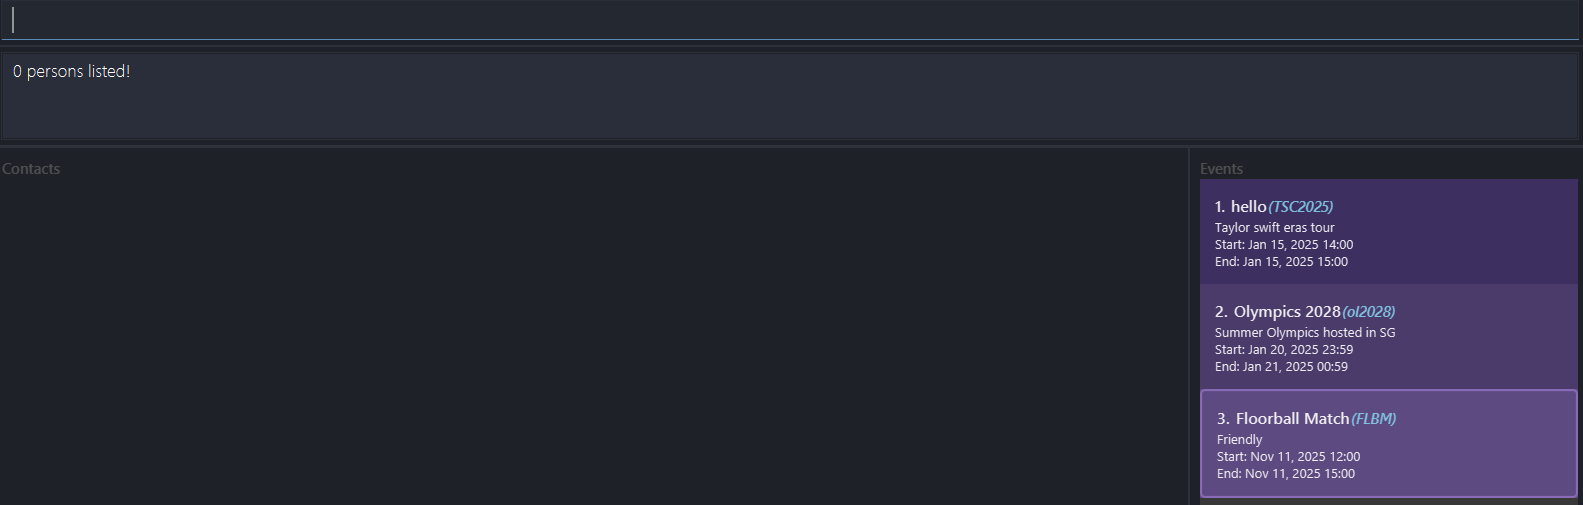 0 persons listed!
Contacts
Events
1. hello(TSC2025)
Taylor swift eras tour
Start: Jan 15, 2025 14:00
End: Jan 15, 2025 15:00
2. Olympics 2028(ol2028)
Summer Olympics hosted in SG
Start: Jan 20, 2025 23:59
End: Jan 21, 2025 00:59
3. Floorball Match(FLBM)
Friendly
Start: Nov 11, 2025 12:00
End: Nov 11, 2025 15:00